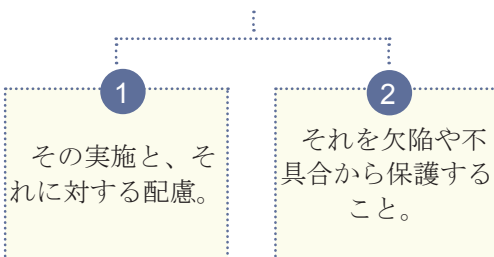 1
その実施と、そ
れに対する配慮。
2
それを欠陥や不
具合から保護する
こと。